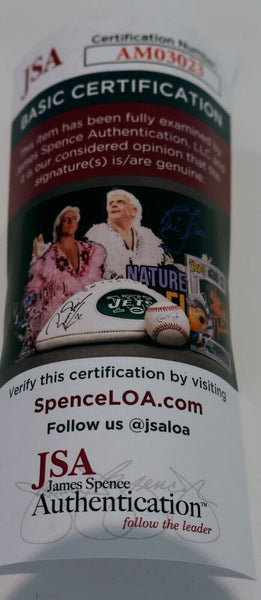 JSA
Certification Number
AM03023
BASIC CERTIFICATION
This item has been fully examined by
James Spence Authentication, LLC and
it is our considered opinion that the
signature(s) is/are genuine.
NATURE
JETS
Verify this certification by visiting
SpenceLOA.com
Follow us @jsaloa
JSA
James Spence
Authentication™
follow the leader